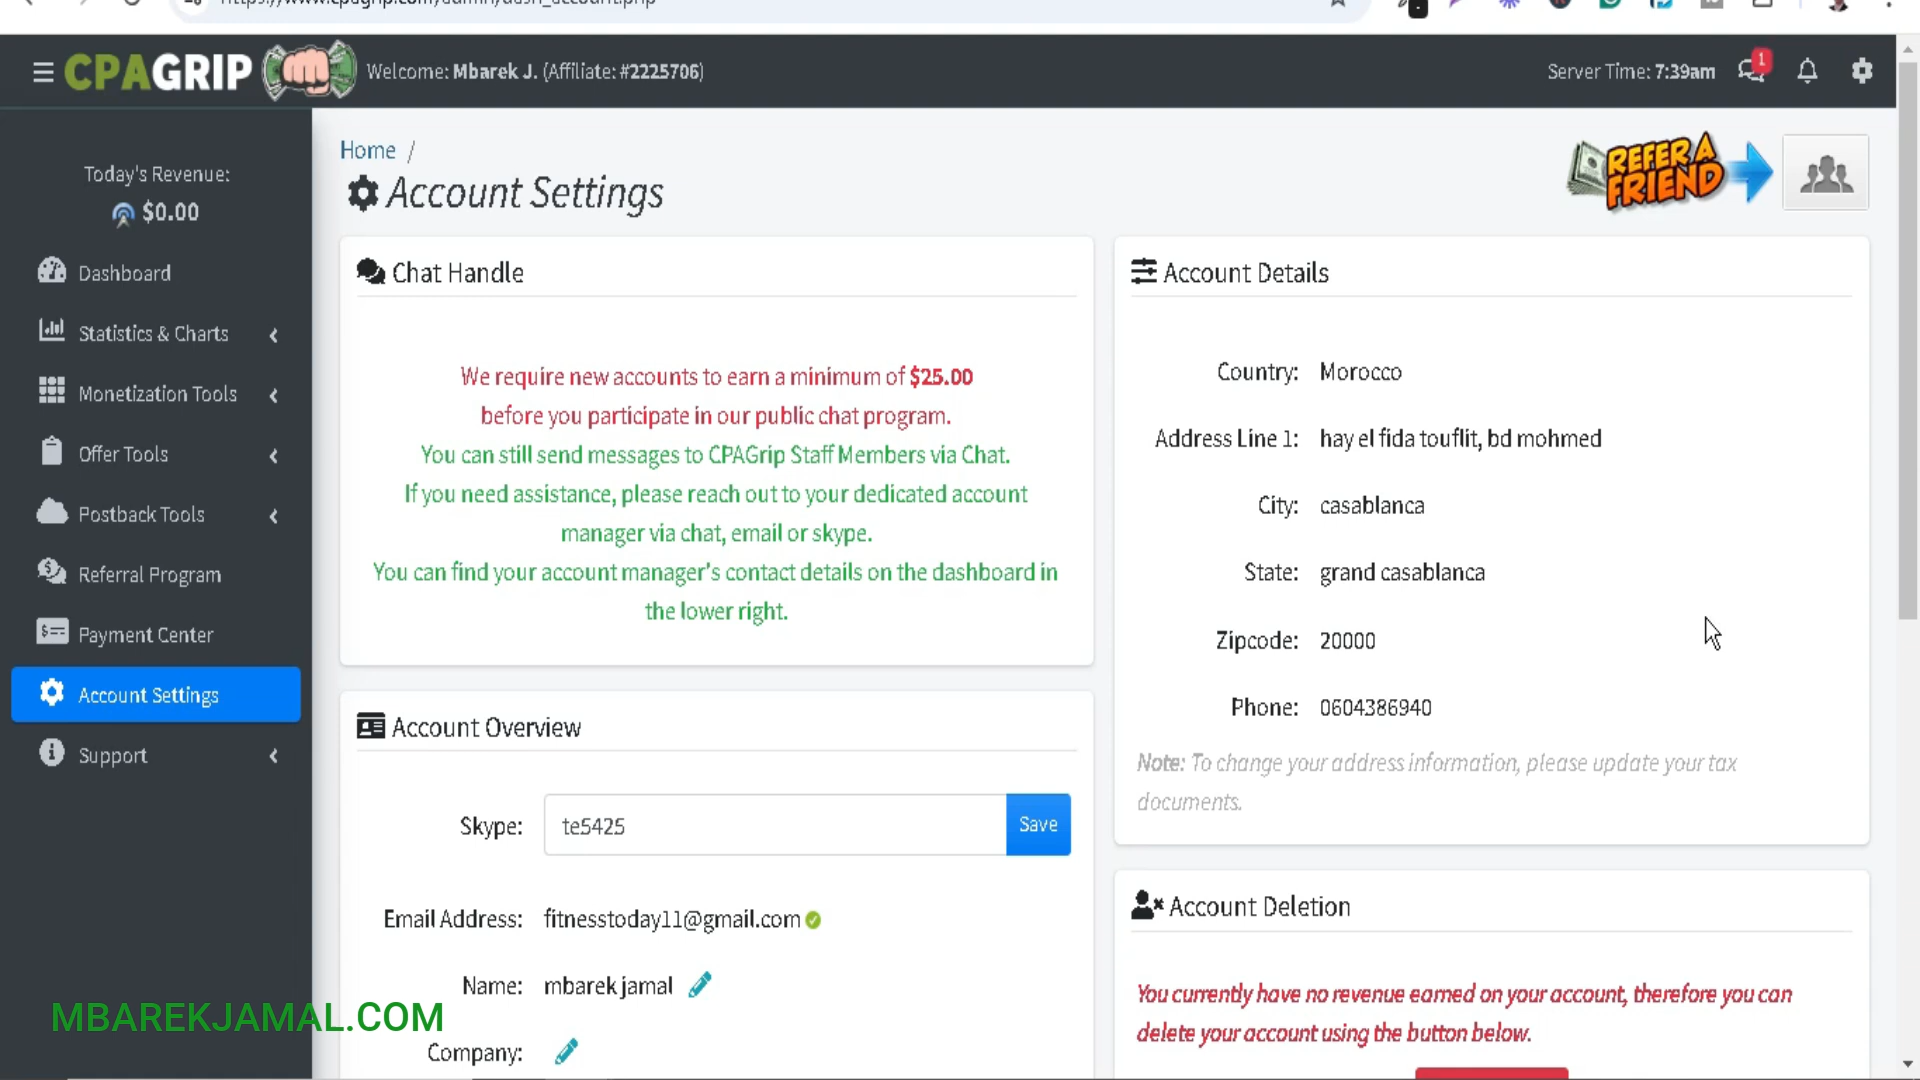 CPAGRIP
Welcome: Mbarek J. (Affiliate: #2225706)
Server Time: 7:39am
1
Today's Revenue:
$0.00
Dashboard
Statistics & Charts
Monetization Tools
Offer Tools
Postback Tools
Referral Program
Payment Center
Account Settings
Support
Home /
Account Settings
REFER A
FRIEND
Chat Handle
We require new accounts to earn a minimum of $25.00
before you participate in our public chat program.
You can still send messages to CPAGrip Staff Members via Chat.
If you need assistance, please reach out to your dedicated account
manager via chat, email or skype.
You can find your account manager's contact details on the dashboard in
the lower right.
Account Overview
Skype: te5425
Save
Email Address: fitnesstoday11@gmail.com
Name: mbarek jamal
Company:
Account Details
Country: Morocco
Address Line 1: hay el fida touflit, bd mohmed
City: casablanca
State: grand casablanca
Zipcode: 20000
Phone: 0604386940
Note: To change your address information, please update your tax
documents.
Account Deletion
You currently have no revenue earned on your account, therefore you can
delete your account using the button below.
MBAREKJAMAL.COM